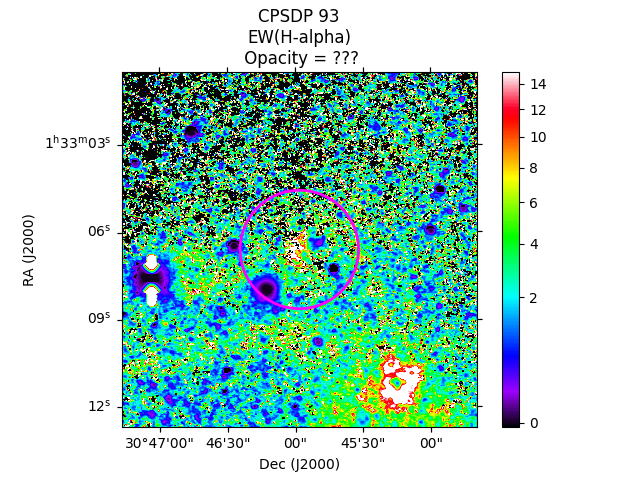 CPSDP 93
EW(H-alpha)
Opacity = ???
RA (J2000)
1ʰ33ᵐ03ˢ
06ˢ
09ˢ
12ˢ
30°47'00" 46'30" 00" 45'30" 00"
Dec (J2000)
14
12
10
8
6
4
2
0